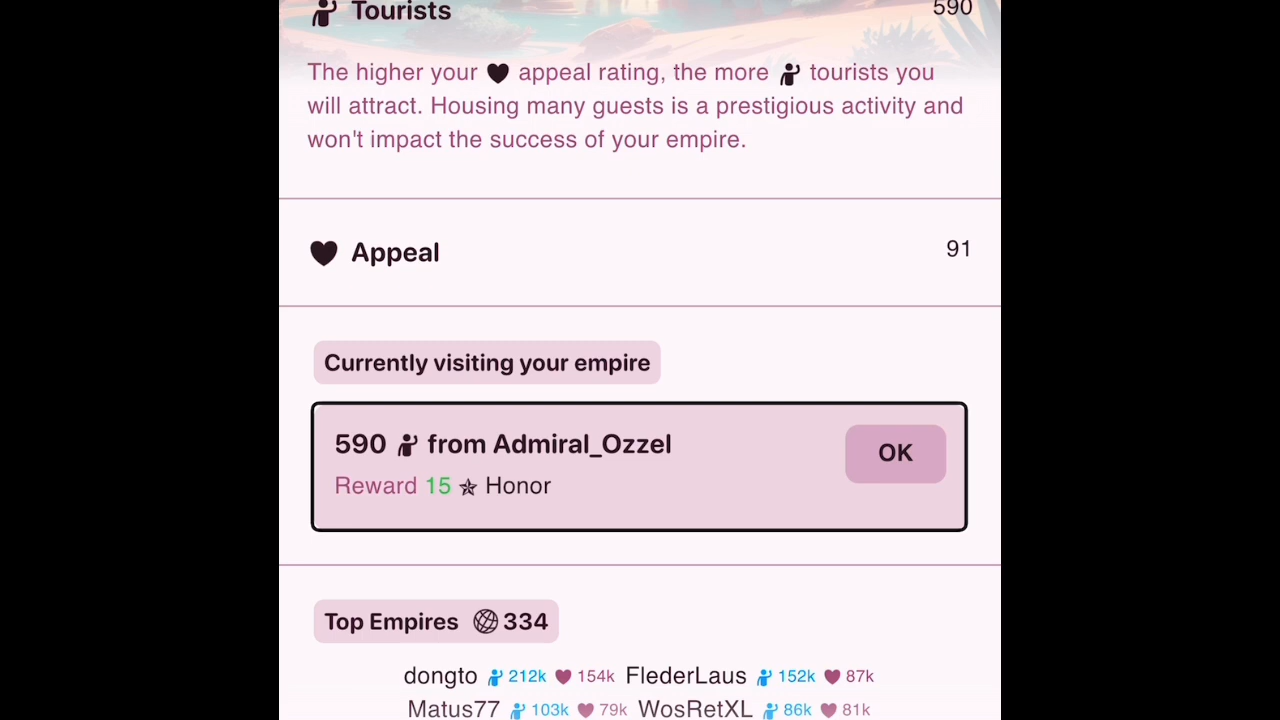 Tourists 590
The higher your appeal rating, the more tourists you
will attract. Housing many guests is a prestigious activity and
won't impact the success of your empire.
Appeal 91
Currently visiting your empire
590 from Admiral_Ozzel
OK
Reward 15 Honor
Top Empires 334
dongto 212k 154k FlederLaus 152k 87k
Matus77 103k 79k WosRetXL 86k 81k